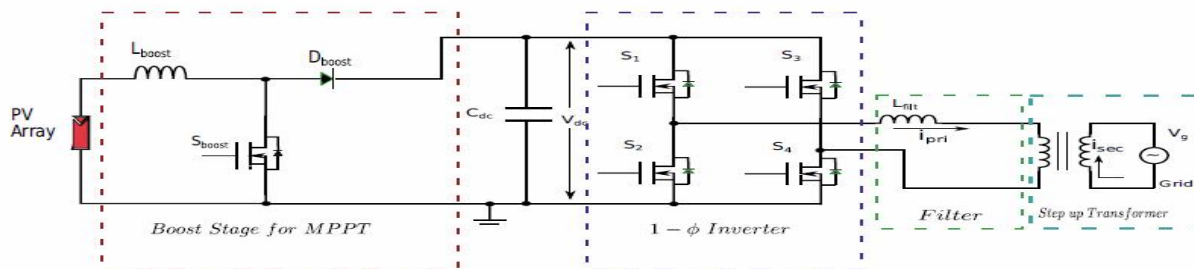 L_boost
D_boost
PV
Array
S_boost
C_dc
V_dc
S_1
S_3
S_2
S_4
L_filt
i_pri
i_sec
V_g
Grid
Boost Stage for MPPT
1 − ϕ Inverter
Filter
Step up Transformer